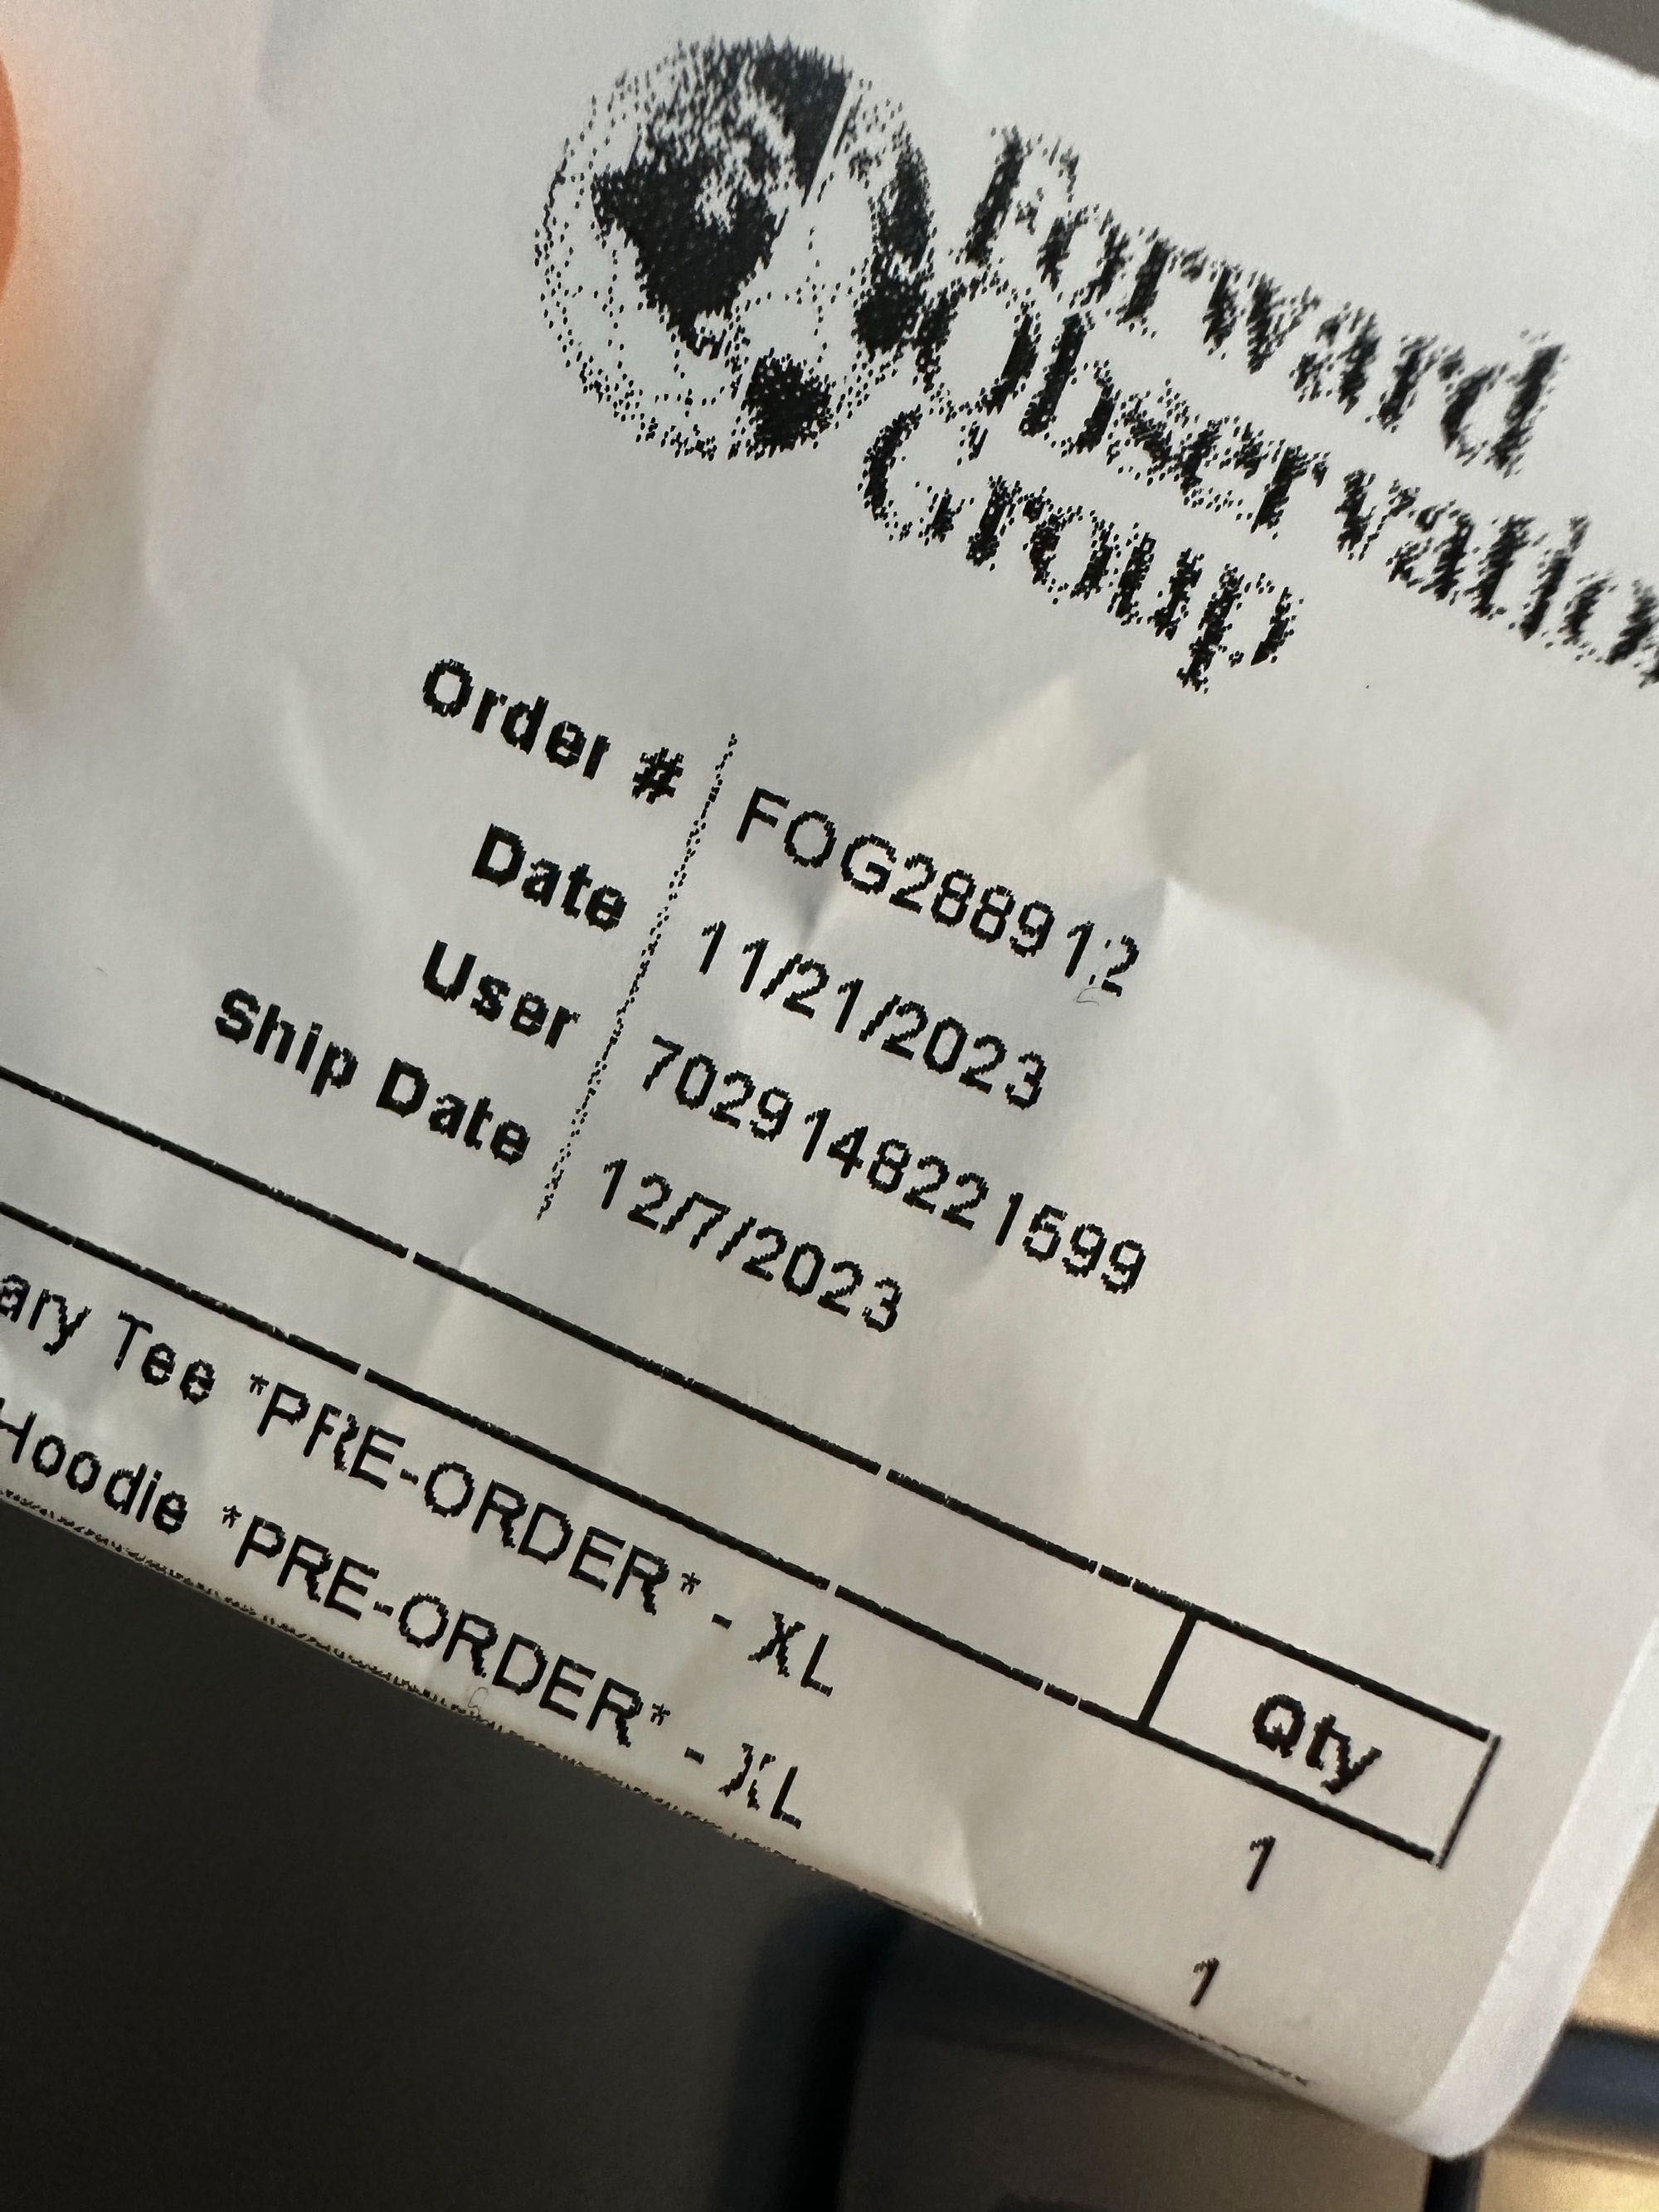 Forward
Observation
Group
Order # FOG288912
Date 11/21/2023
User 7029148221599
Ship Date 12/7/2023
Qty
ary Tee *PRE-ORDER* - XL 1
Hoodie *PRE-ORDER* - XL 1